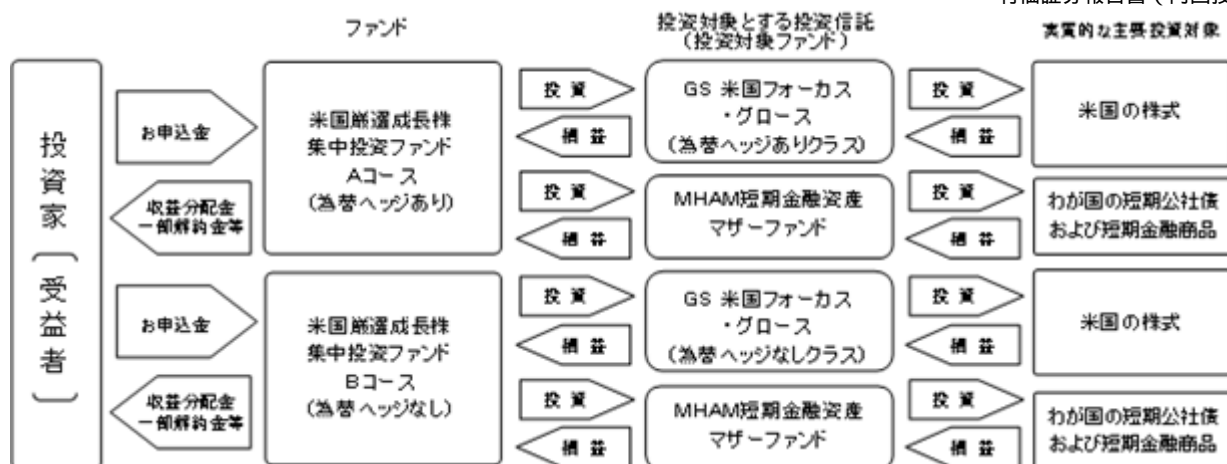 ファンド
投資対象とする投資信託
（投資対象ファンド）
実質的な主要投資対象
投資家
〔受益者〕
お申込金
収益分配金
一部解約金等
米国厳選成長株
集中投資ファンド
Aコース
(為替ヘッジあり)
投資
損益
GS 米国フォーカス
・グロース
(為替ヘッジありクラス)
投資
損益
米国の株式
投資
損益
MHAM短期金融資産
マザーファンド
投資
損益
わが国の短期公社債
および短期金融商品
お申込金
収益分配金
一部解約金等
米国厳選成長株
集中投資ファンド
Bコース
(為替ヘッジなし)
投資
損益
GS 米国フォーカス
・グロース
(為替ヘッジなしクラス)
投資
損益
米国の株式
投資
損益
MHAM短期金融資産
マザーファンド
投資
損益
わが国の短期公社債
および短期金融商品